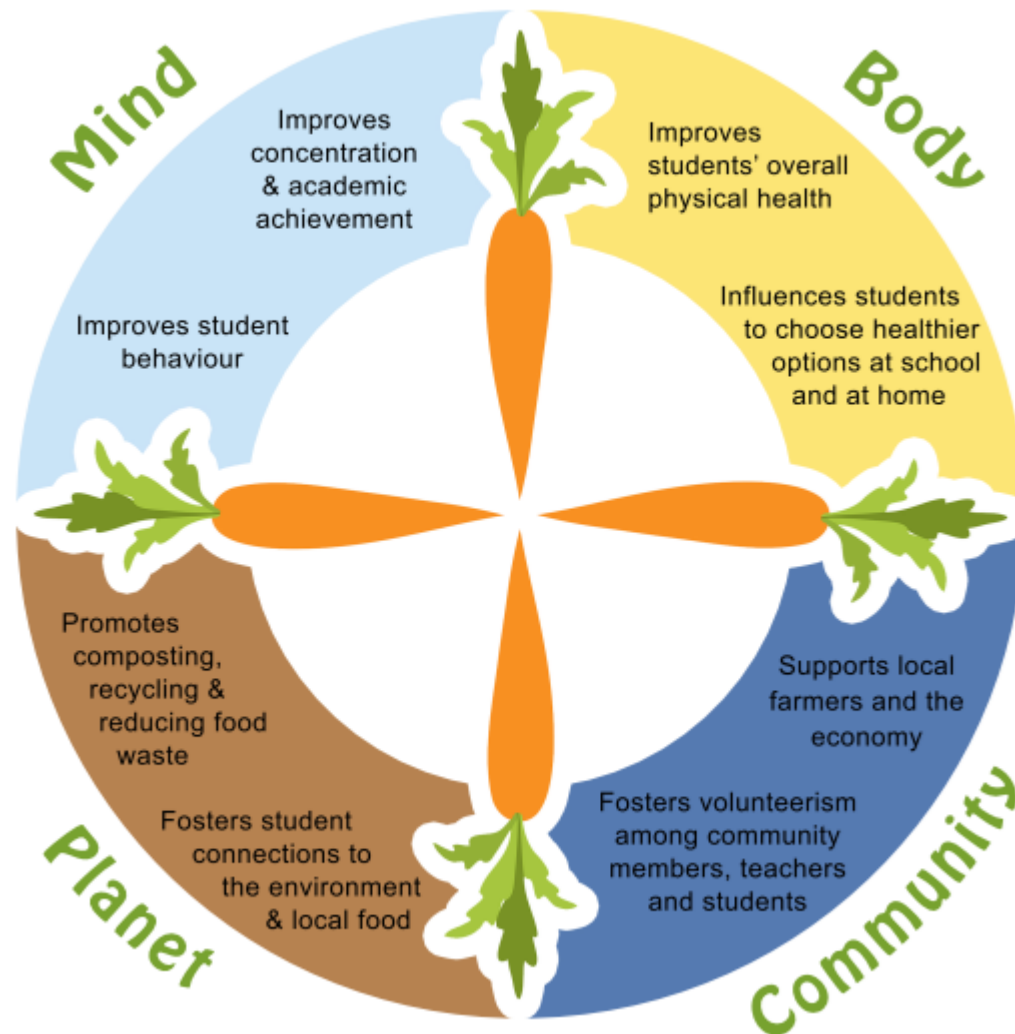 Mind
Improves
concentration
& academic
achievement
Improves student
behaviour
Body
Improves
students' overall
physical health
Influences students
to choose healthier
options at school
and at home
Planet
Promotes
composting,
recycling &
reducing food
waste
Fosters student
connections to
the environment
& local food
Community
Supports local
farmers and the
economy
Fosters volunteerism
among community
members, teachers
and students